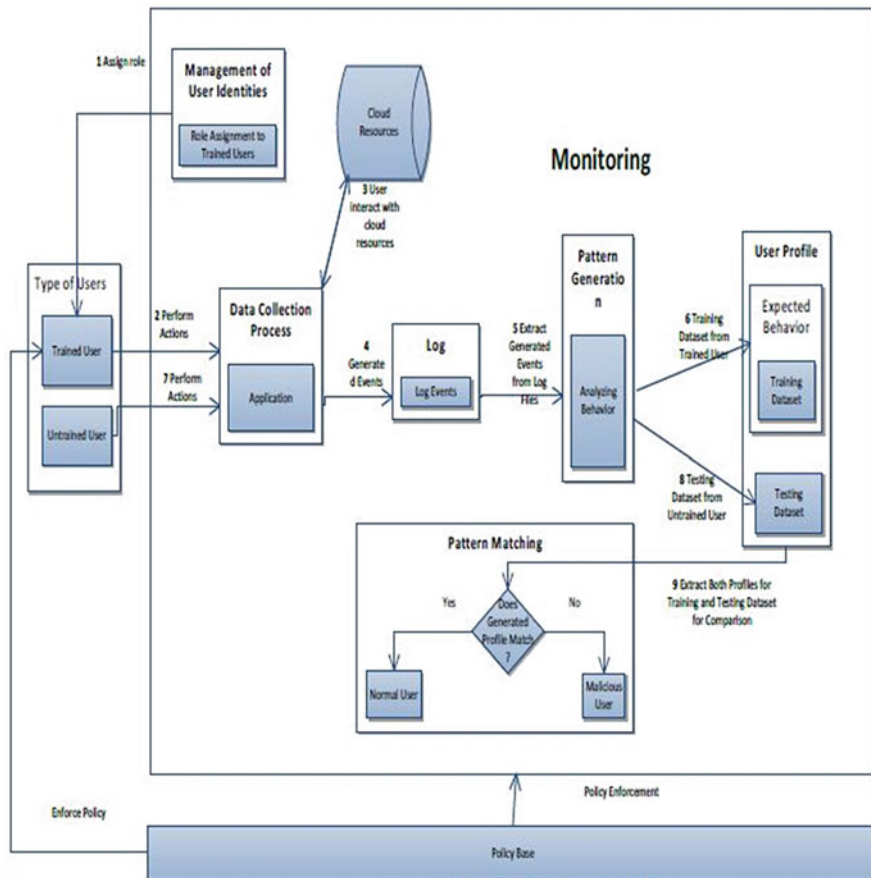 1 Assign role
Management of
User Identities
Role Assignment to
Trained Users
Cloud
Resources
Monitoring
3 User
interact with
cloud
resources
Type of Users
Trained User
Untrained User
2 Perform
Actions
7 Perform
Actions
Data Collection
Process
Application
4
Generate
d Events
Log
Log Events
5 Extract
Generated
Events
from Log
Files
Pattern
Generatio
n
Analyzing
Behavior
6 Training
Dataset from
Trained User
8 Testing
Dataset from
Untrained User
User Profile
Expected
Behavior
Training
Dataset
Testing
Dataset
9 Extract Both Profiles for
Training and Testing Dataset
for Comparison
Pattern Matching
Yes
Does
Generated
Profile Match
?
No
Normal User
Malicious
User
Enforce Policy
Policy Enforcement
Policy Base